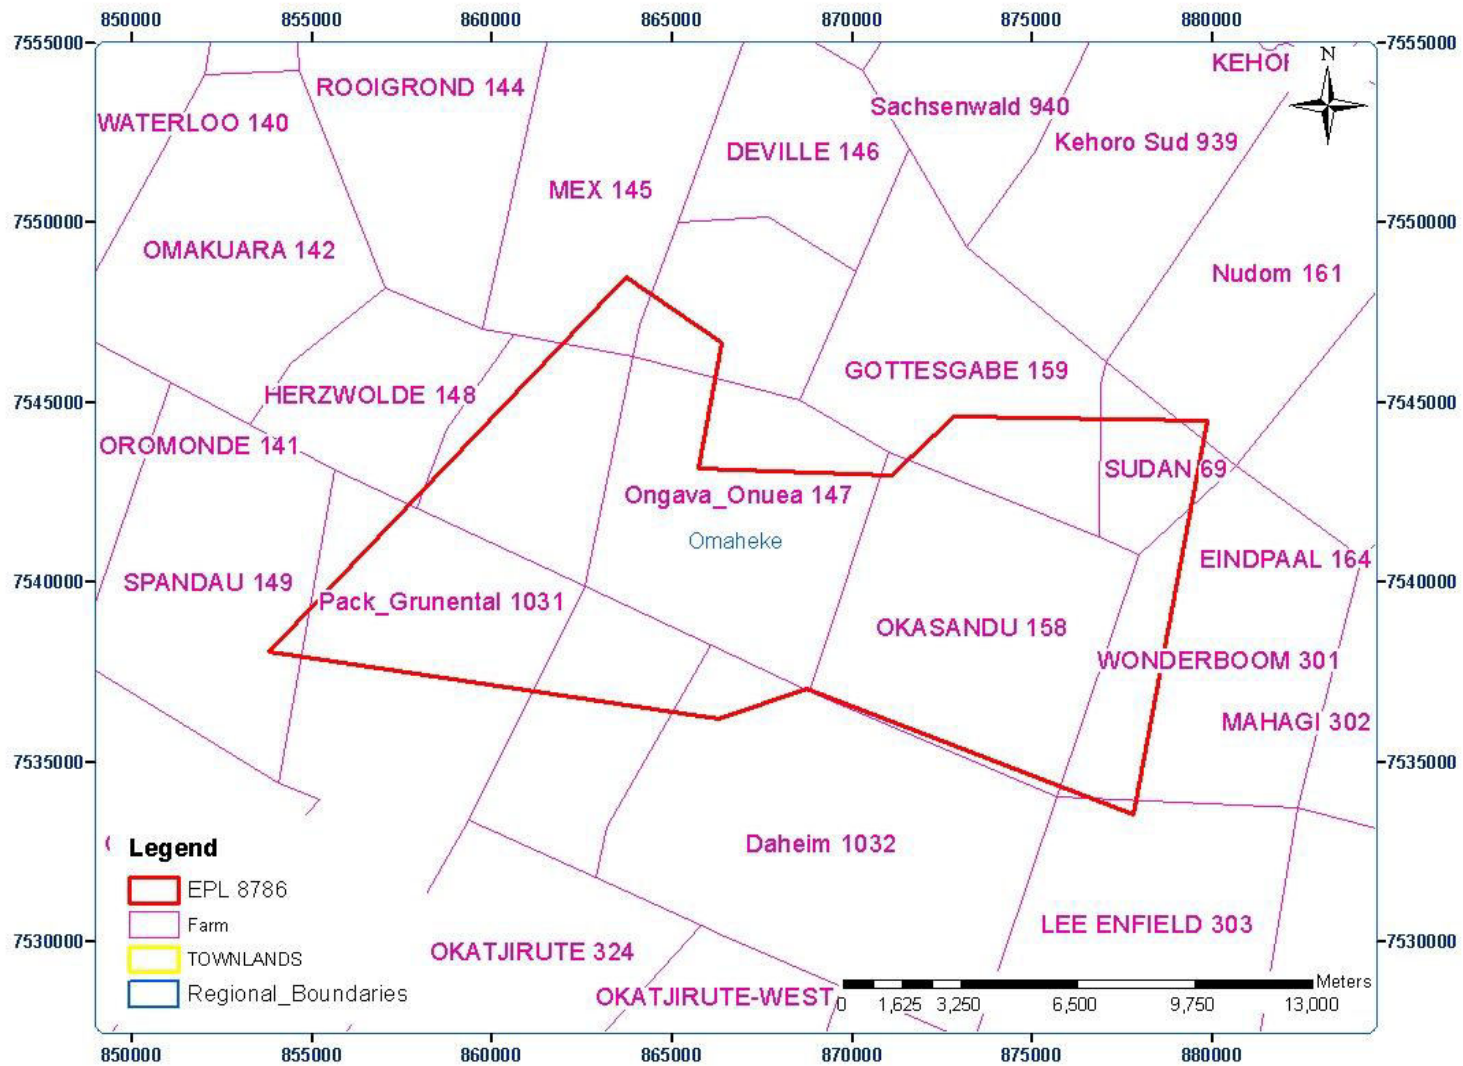 850000 855000 860000 865000 870000 875000 880000
7555000 7555000
N
KEHO
ROOIGROND 144
Sachsenwald 940
WATERLOO 140
Kehoro Sud 939
DEVILLE 146
MEX 145
7550000 7550000
OMAKUARA 142
Nudom 161
GOTTESGABE 159
HERZWOLDE 148
7545000 7545000
OROMONDE 141
SUDAN 69
Ongava_Onuea 147
Omaheke
EINDPAAL 164
7540000 7540000
SPANDAU 149
Pack_Grunental 1031
OKASANDU 158
WONDERBOOM 301
MAHAGI 302
7535000 7535000
Daheim 1032
Legend
EPL 8786
Farm
TOWNLANDS
Regional_Boundaries
LEE ENFIELD 303
7530000 7530000
OKATJIRUTE 324
OKATJIRUTE-WEST
Meters
0 1,625 3,250 6,500 9,750 13,000
850000 855000 860000 865000 870000 875000 880000